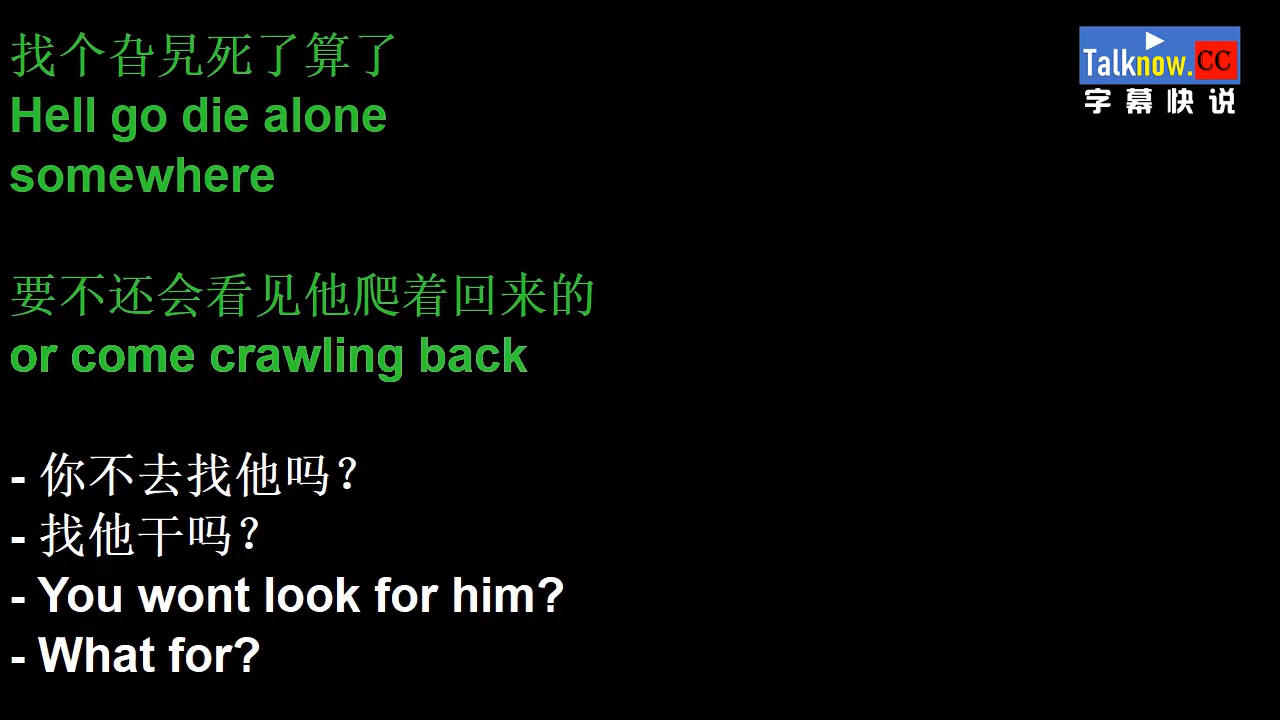 找个旮旯死了算了
Hell go die alone
somewhere
要不还会看见他爬着回来的
or come crawling back
- 你不去找他吗?
- 找他干吗?
- You wont look for him?
- What for?
Talknow.CC
字幕快说